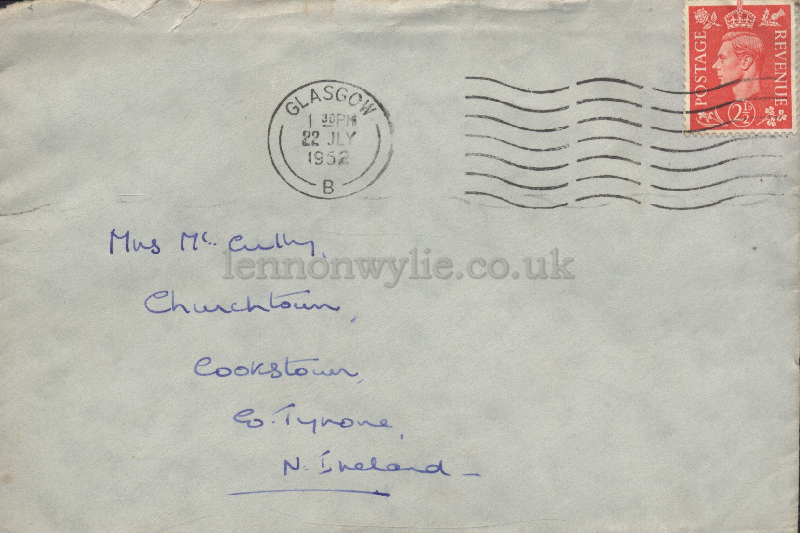 POSTAGE REVENUE
2½
GLASGOW
1 30PM
22 JLY
1952
B
Mrs McCully,
lennonwylie.co.uk
Churchtown,
Cookstown,
Co. Tyrone,
N. Ireland –